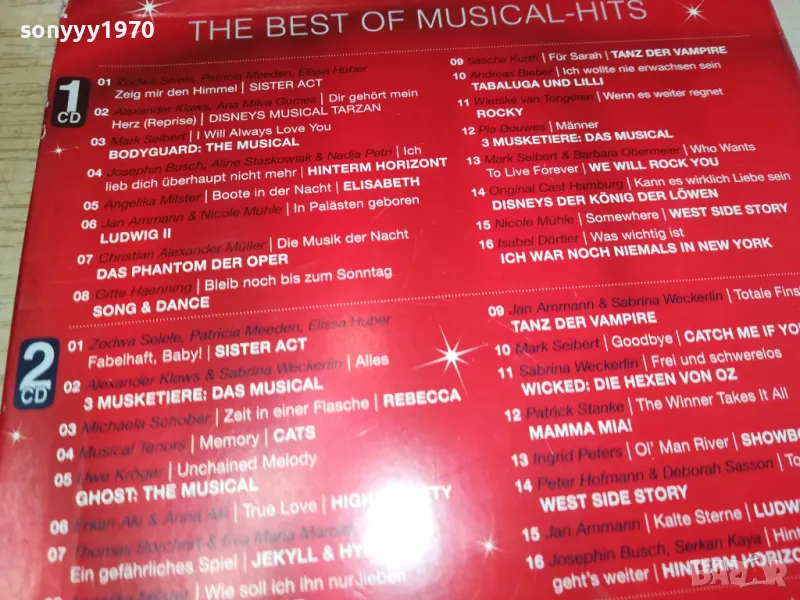 sonyyy1970
THE BEST OF MUSICAL-HITS
1
CD
01 Zodwa Selele, Patricia Meeden, Elissa Huber
Zeig mir den Himmel | SISTER ACT
02 Alexander Klaws, Ana Milva Gomes | Dir gehört mein
Herz (Reprise) | DISNEYS MUSICAL TARZAN
03 Mark Seibert | I Will Always Love You
BODYGUARD: THE MUSICAL
04 Josephin Busch, Aline Staskowiak & Nadja Petri | Ich
lieb dich überhaupt nicht mehr | HINTERM HORIZONT
05 Angelika Milster | Boote in der Nacht | ELISABETH
06 Jan Ammann & Nicole Mühle | In Palästen geboren
LUDWIG II
07 Christian Alexander Müller | Die Musik der Nacht
DAS PHANTOM DER OPER
08 Gitte Haenning | Bleib noch bis zum Sonntag
SONG & DANCE
09 Sascha Kurth | Für Sarah | TANZ DER VAMPIRE
10 Andreas Bieber | Ich wollte nie erwachsen sein
TABALUGA UND LILLI
11 Wietske van Tongeren | Wenn es weiter regnet
ROCKY
12 Pia Douwes | Männer
3 MUSKETIERE: DAS MUSICAL
13 Mark Seibert & Barbara Obermeier | Who Wants
To Live Forever | WE WILL ROCK YOU
14 Original Cast Hamburg | Kann es wirklich Liebe sein
DISNEYS DER KÖNIG DER LÖWEN
15 Nicole Mühle | Somewhere | WEST SIDE STORY
16 Isabel Dörfler | Was wichtig ist
ICH WAR NOCH NIEMALS IN NEW YORK
2
CD
01 Zodwa Selele, Patricia Meeden, Elissa Huber
Fabelhaft, Baby! | SISTER ACT
02 Alexander Klaws & Sabrina Weckerlin | Alles
3 MUSKETIERE: DAS MUSICAL
03 Michaela Schober | Zeit in einer Flasche | REBECCA
04 Musical Tenors | Memory | CATS
05 Uwe Kröger | Unchained Melody
GHOST: THE MUSICAL
06 Erkan Aki & Anna Aki | True Love | HIGH
07 Thomas Borchert & Eva Maria
Ein gefährliches Spiel | JEKYLL & HY
Wie soll ich ihn nur lieben
09 Jan Ammann & Sabrina Weckerlin | Totale Fins
TANZ DER VAMPIRE
10 Mark Seibert | Goodbye | CATCH ME IF YO
11 Sabrina Weckerlin | Frei und schwerelos
WICKED: DIE HEXEN VON OZ
12 Patrick Stanke | The Winner Takes It All
MAMMA MIA!
13 Ingrid Peters | Ol' Man River | SHOWBO
14 Peter Hofmann & Deborah Sasson | To
WEST SIDE STORY
15 Jan Ammann | Kalte Sterne | LUDW
16 Josephin Busch, Serkan Kaya | Hint
geht's weiter | HINTERM HORIZO
BAZAR